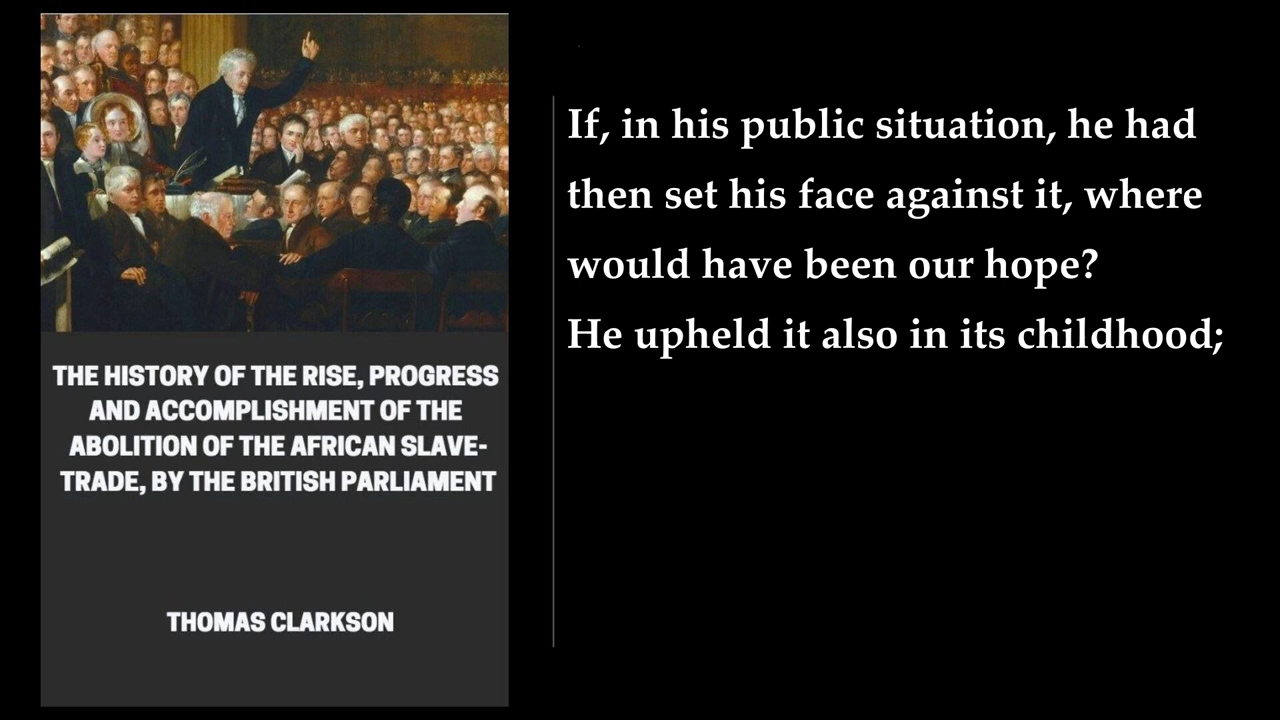 THE HISTORY OF THE RISE, PROGRESS
AND ACCOMPLISHMENT OF THE
ABOLITION OF THE AFRICAN SLAVE-
TRADE, BY THE BRITISH PARLIAMENT
THOMAS CLARKSON
If, in his public situation, he had
then set his face against it, where
would have been our hope?
He upheld it also in its childhood;